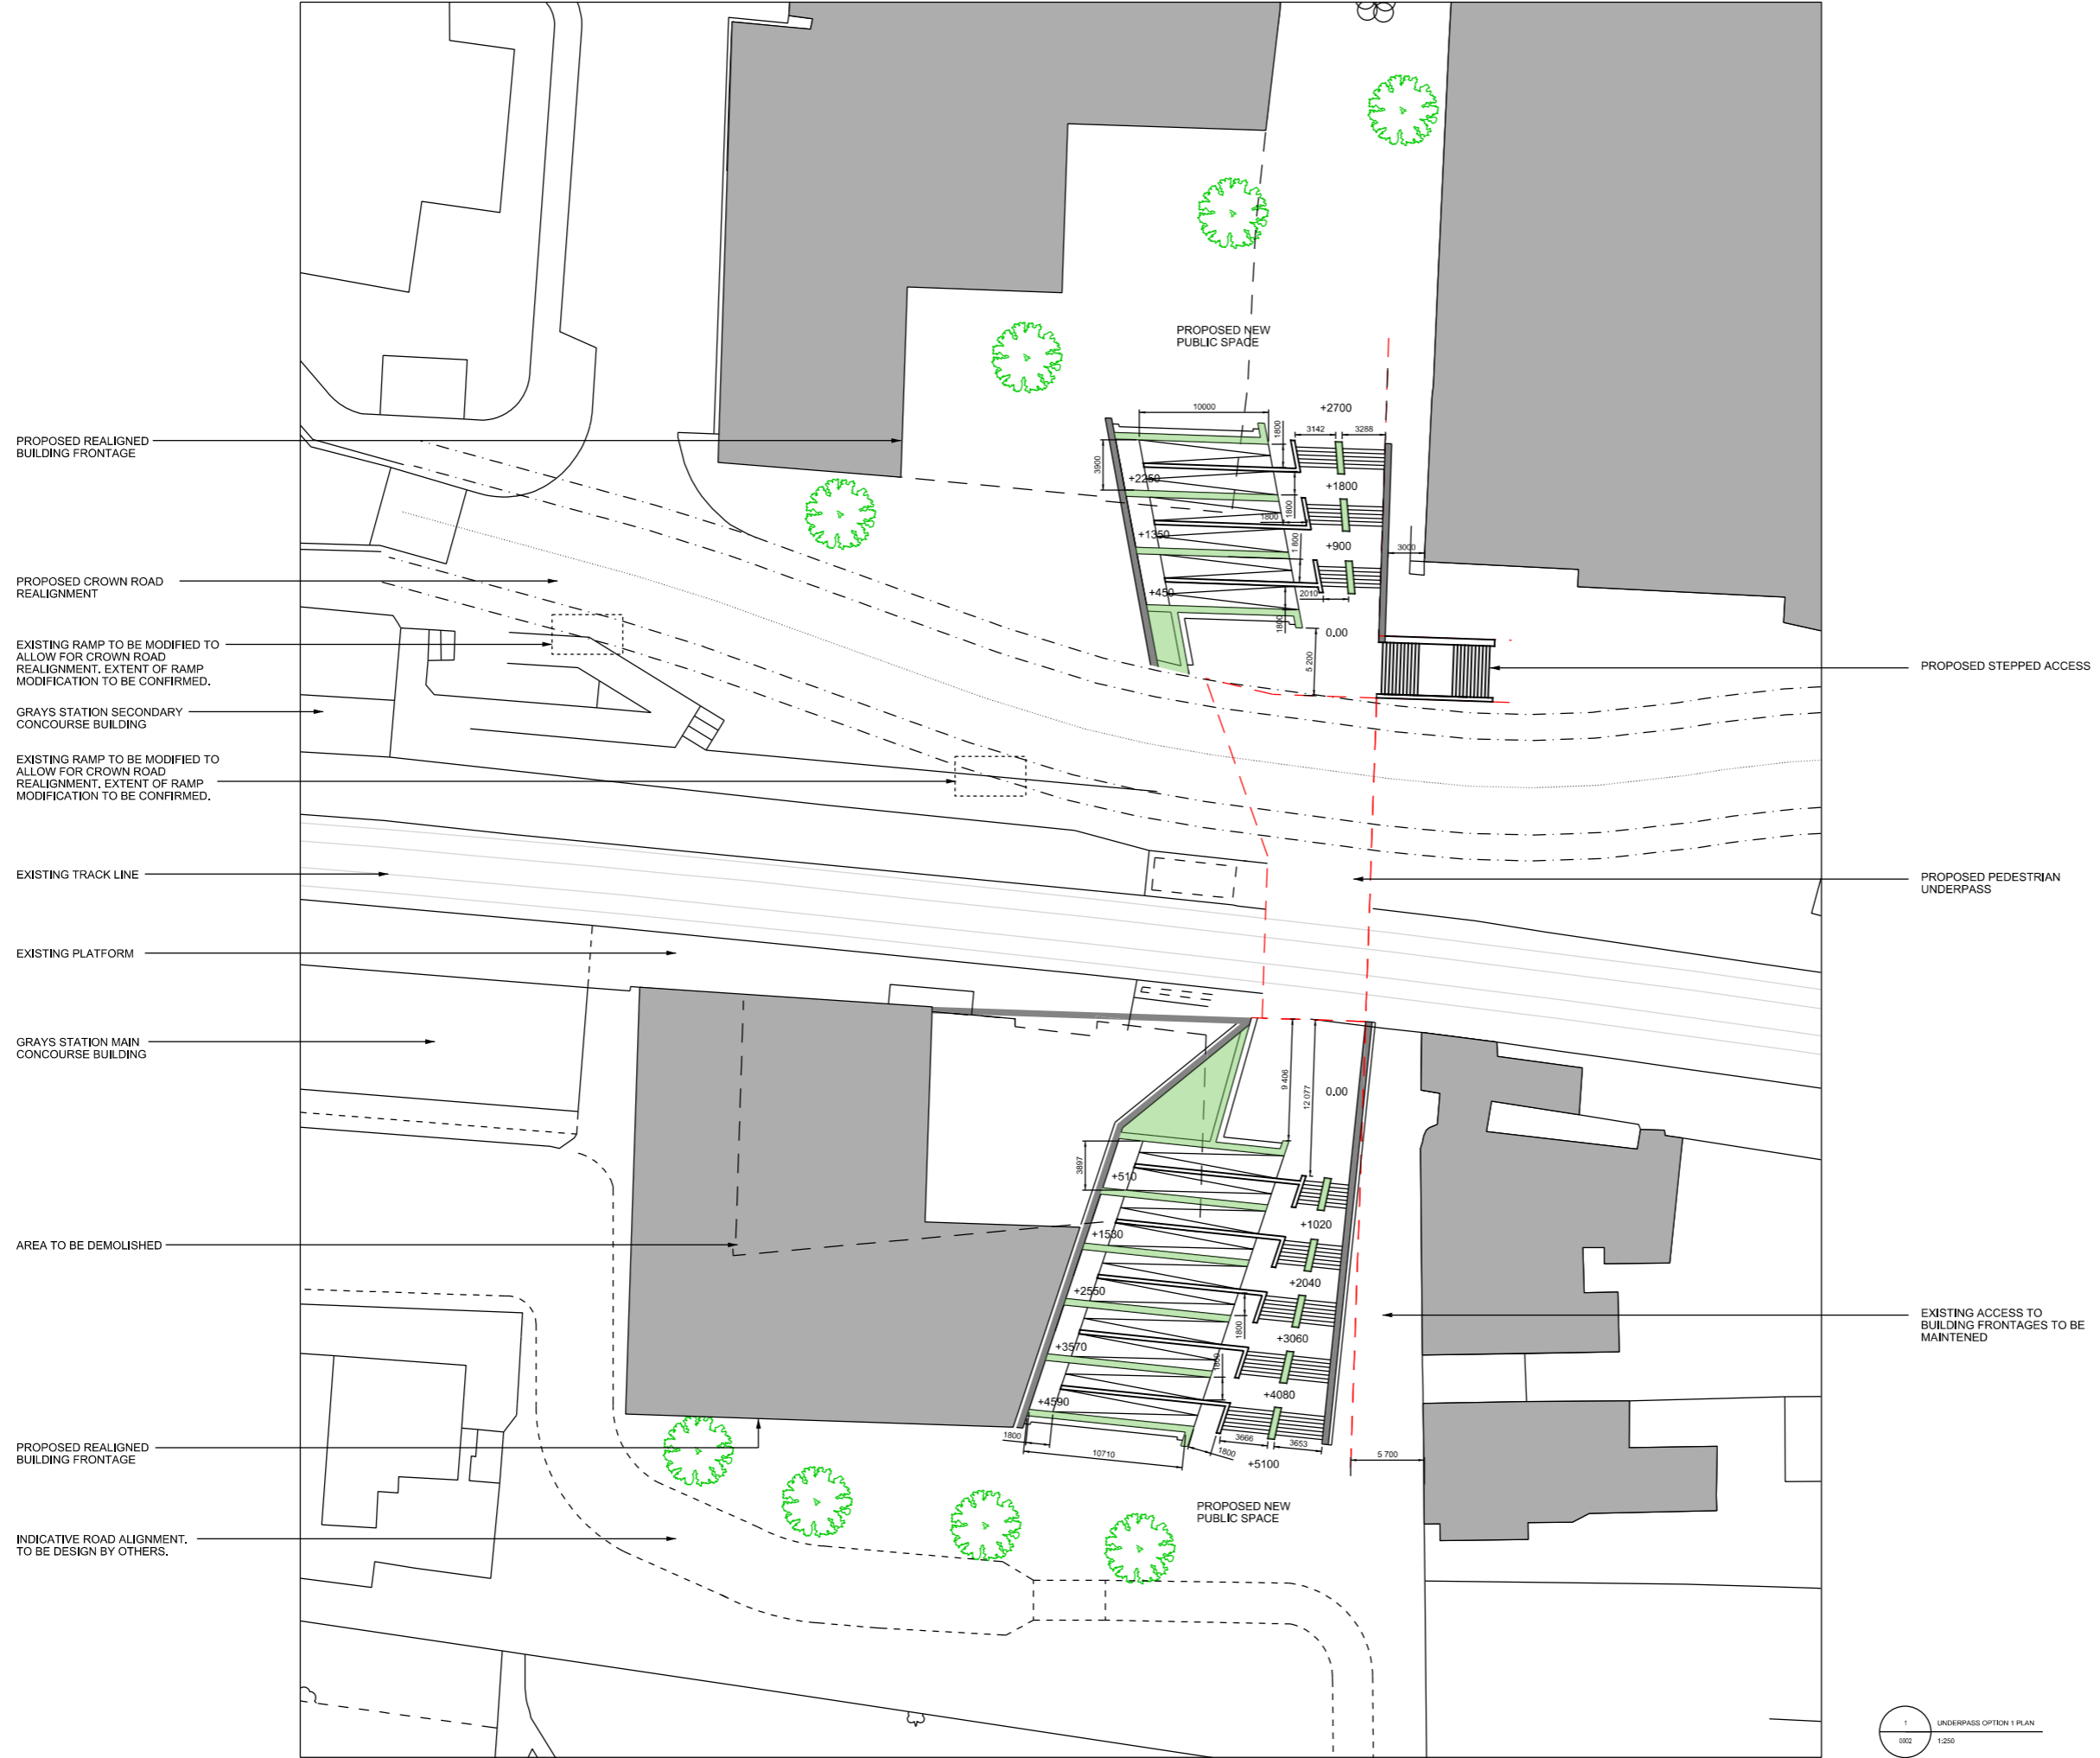 PROPOSED REALIGNED
BUILDING FRONTAGE
PROPOSED CROWN ROAD
REALIGNMENT
EXISTING RAMP TO BE MODIFIED TO
ALLOW FOR CROWN ROAD
REALIGNMENT. EXTENT OF RAMP
MODIFICATION TO BE CONFIRMED.
GRAYS STATION SECONDARY
CONCOURSE BUILDING
EXISTING RAMP TO BE MODIFIED TO
ALLOW FOR CROWN ROAD
REALIGNMENT. EXTENT OF RAMP
MODIFICATION TO BE CONFIRMED.
EXISTING TRACK LINE
EXISTING PLATFORM
GRAYS STATION MAIN
CONCOURSE BUILDING
AREA TO BE DEMOLISHED
PROPOSED REALIGNED
BUILDING FRONTAGE
INDICATIVE ROAD ALIGNMENT.
TO BE DESIGN BY OTHERS.
PROPOSED NEW
PUBLIC SPACE
+2700
10000
1800
3142
3288
3900
+2250
+1800
1800
1800
+1350
+900
1 800
3000
+450
2010
1800
0.00
5 200
PROPOSED STEPPED ACCESS
PROPOSED PEDESTRIAN
UNDERPASS
9 406
12 077
0.00
3897
+510
+1020
+1530
+2040
+2550
1800
+3060
+3570
1800
+4080
+4590
1800
10710
3666
3653
1800
+5100
5 700
PROPOSED NEW
PUBLIC SPACE
EXISTING ACCESS TO
BUILDING FRONTAGES TO BE
MAINTENED
1
0302
UNDERPASS OPTION 1 PLAN
1:250